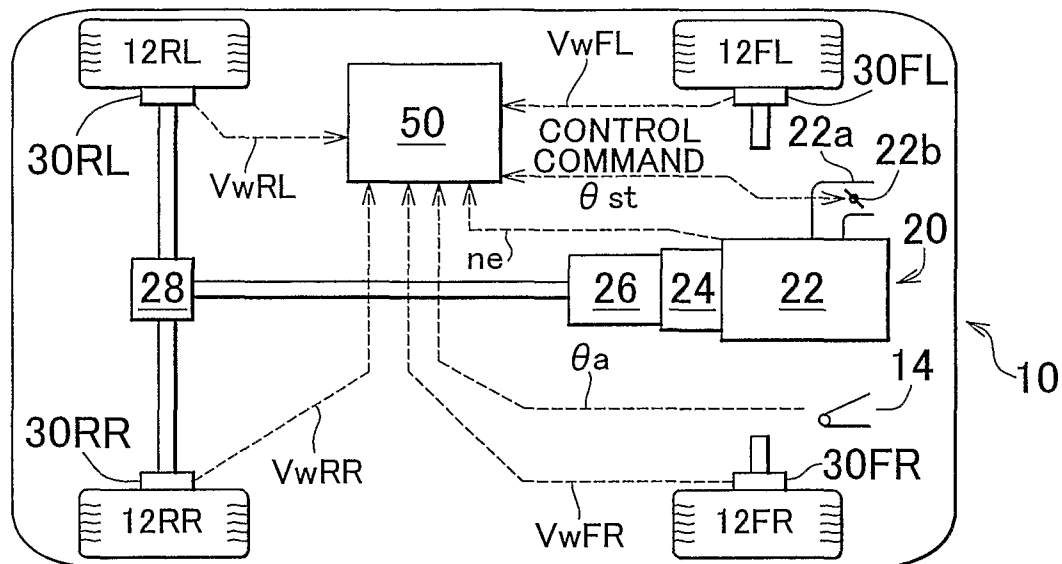 12RL
VwFL
12FL
30FL
50
22a
30RL
CONTROL
COMMAND
22b
VwRL
θ st
20
ne
28
26
24
22
10
θa
14
30RR
VwRR
30FR
12RR
VwFR
12FR